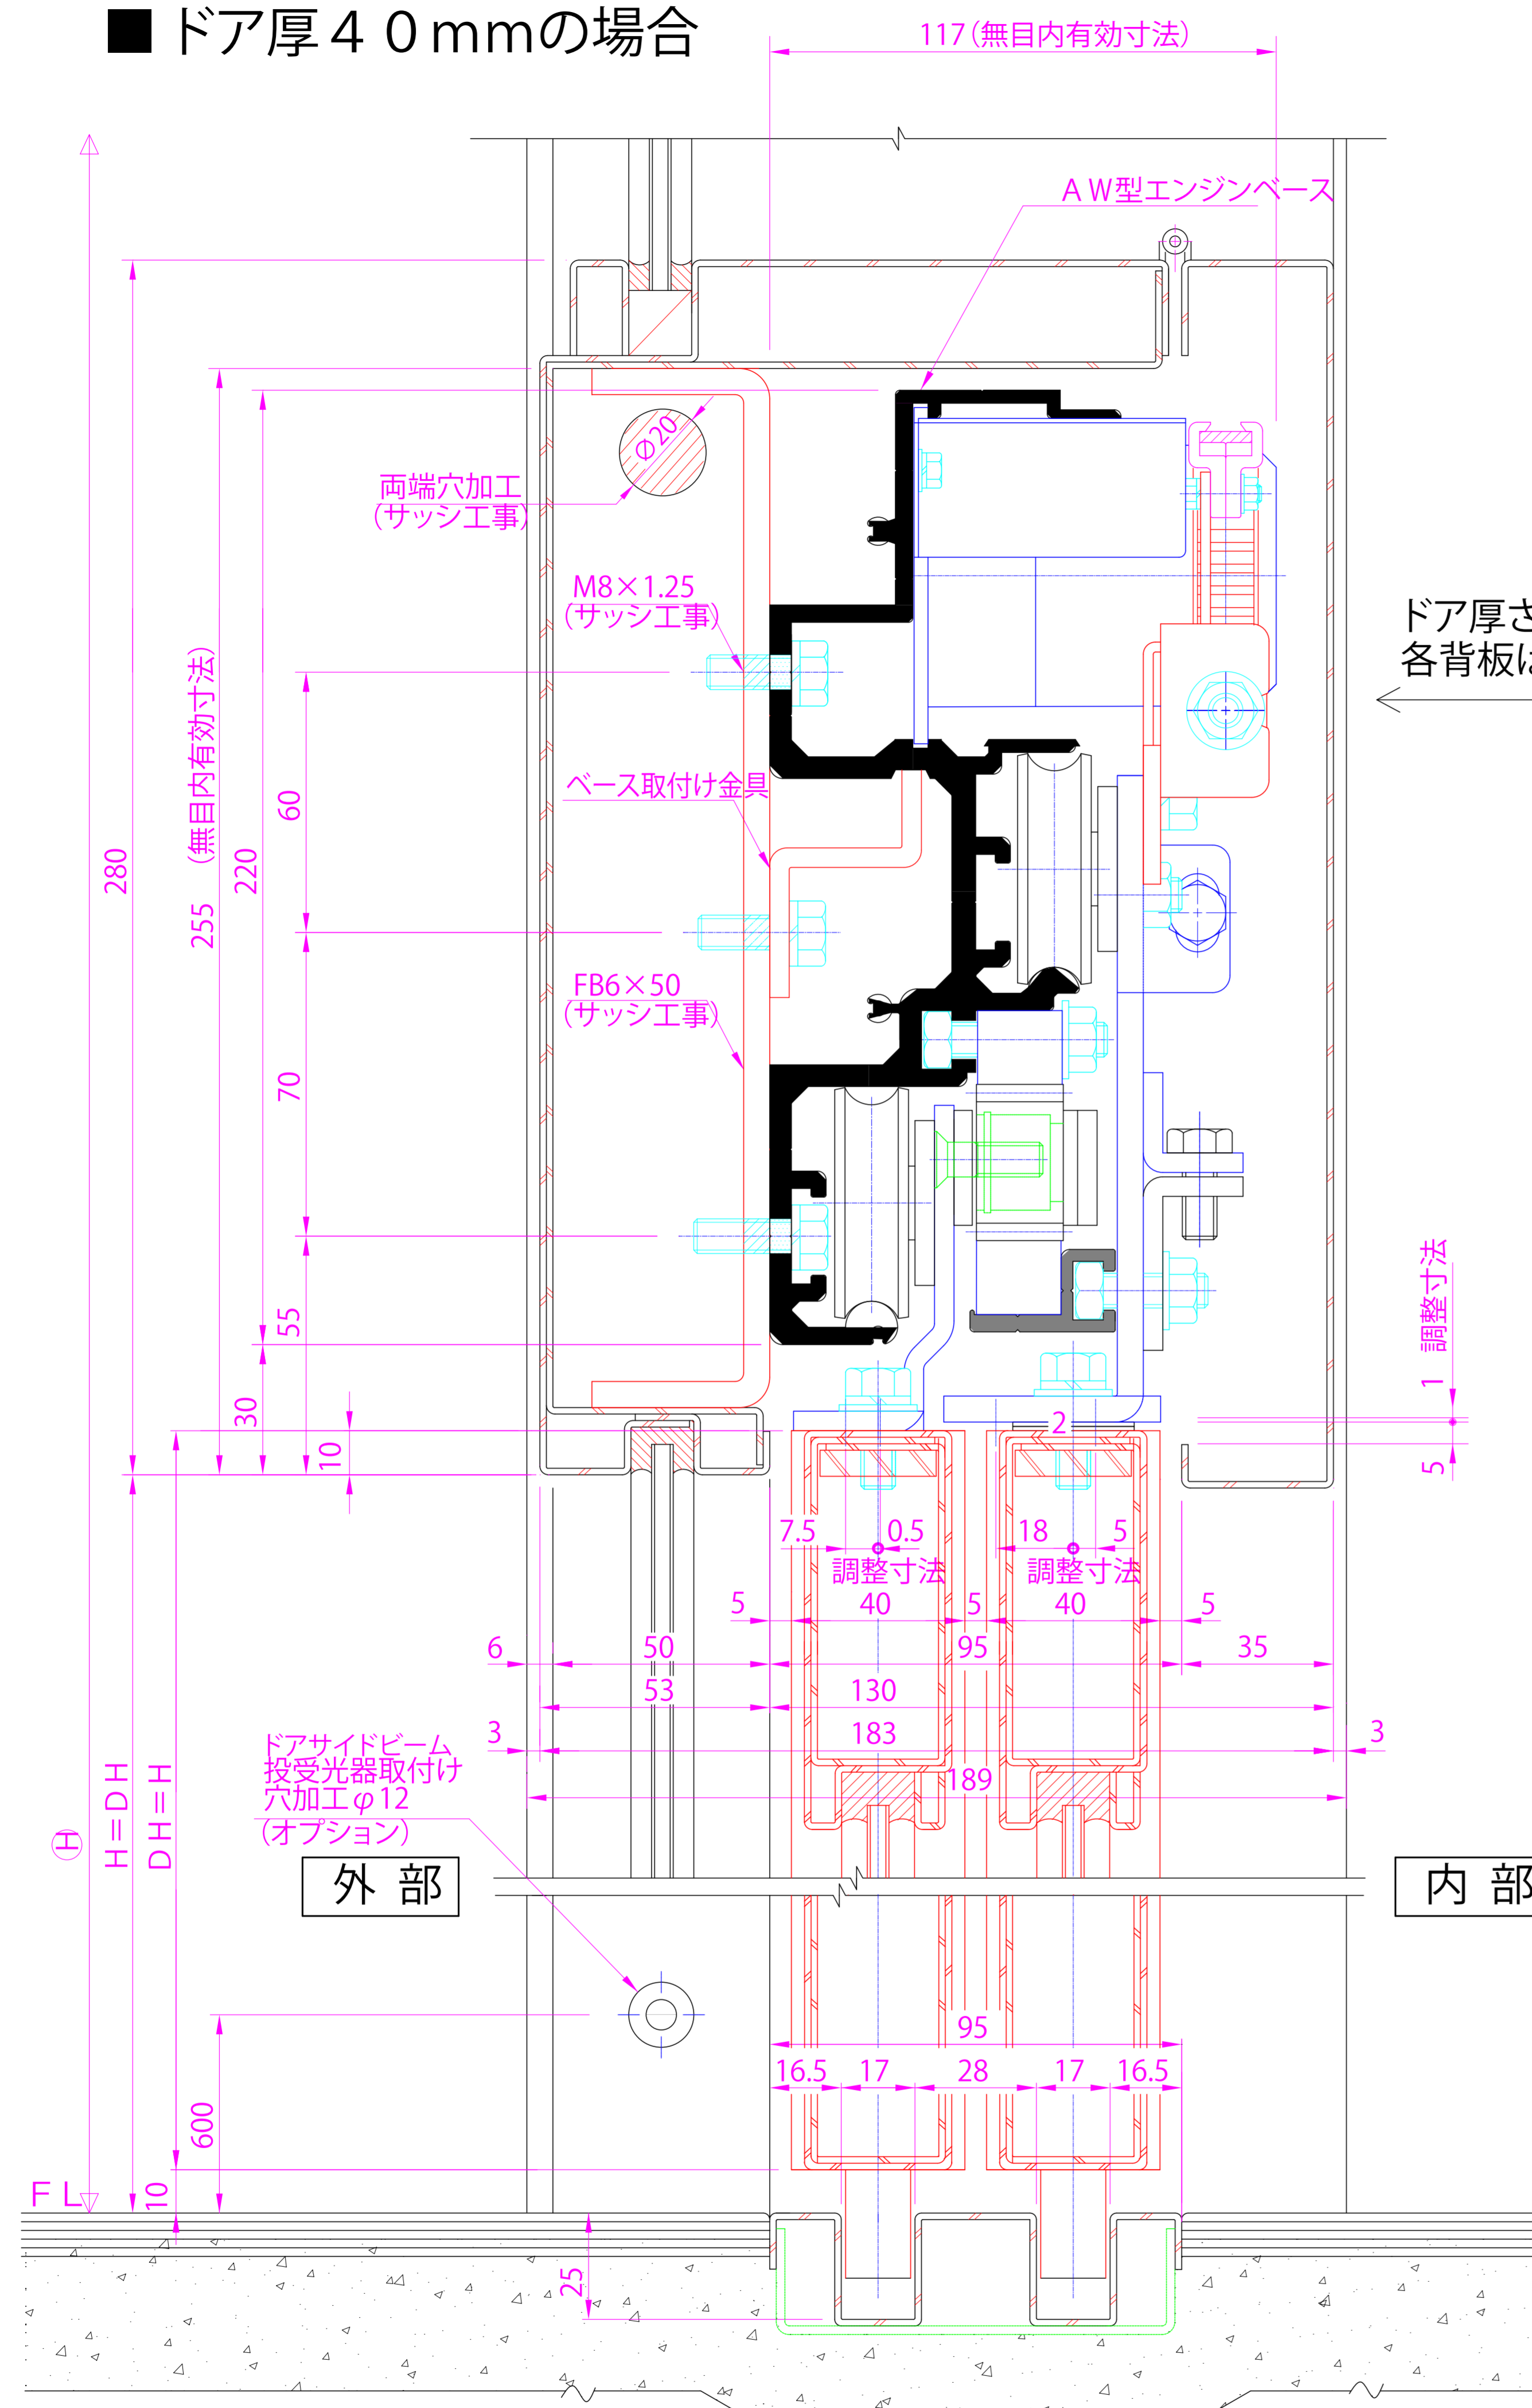 ■ ドア厚４０ｍｍの場合
117（無目内有効寸法）
ＡＷ型エンジンベース
φ20
両端穴加工
（サッシ工事）
M8×1.25
（サッシ工事）
ドア厚さ
各背板は
ベース取付け金具
FB6×50
（サッシ工事）
280
255 （無目内有効寸法）
220
60
70
55
30
10
1 調整寸法
5
2
7.5
0.5
18
5
調整寸法
調整寸法
5
40
5
40
5
6
50
95
35
53
130
3
183
3
189
ドアサイドビーム
投受光器取付け
穴加工φ12
（オプション）
Ⓗ
Ｈ＝ＤＨ
ＤＨ＝Ｈ
外 部
内 部
95
16.5
17
28
17
16.5
600
10
ＦＬ
25